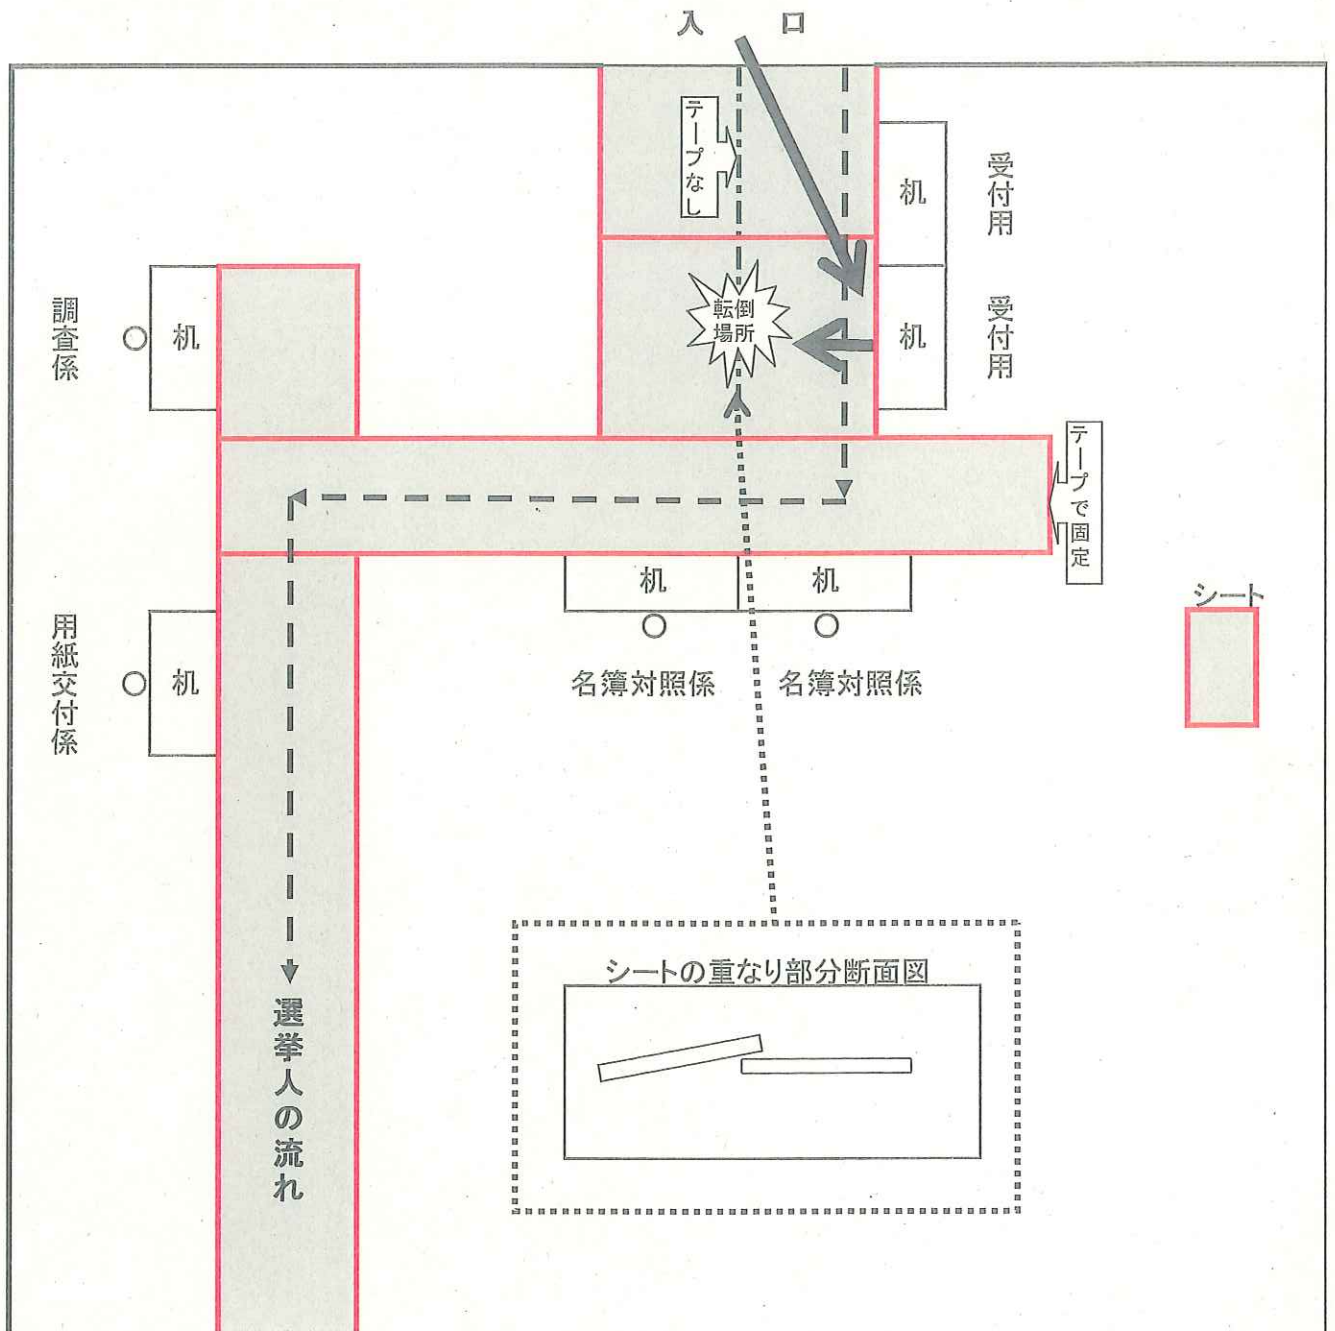 入口
テープなし
机
受付用
転倒
場所
机
受付用
調査係
机
テープで固定
机
机
シート
用紙交付係
机
名簿対照係
名簿対照係
シートの重なり部分断面図
選挙人の流れ